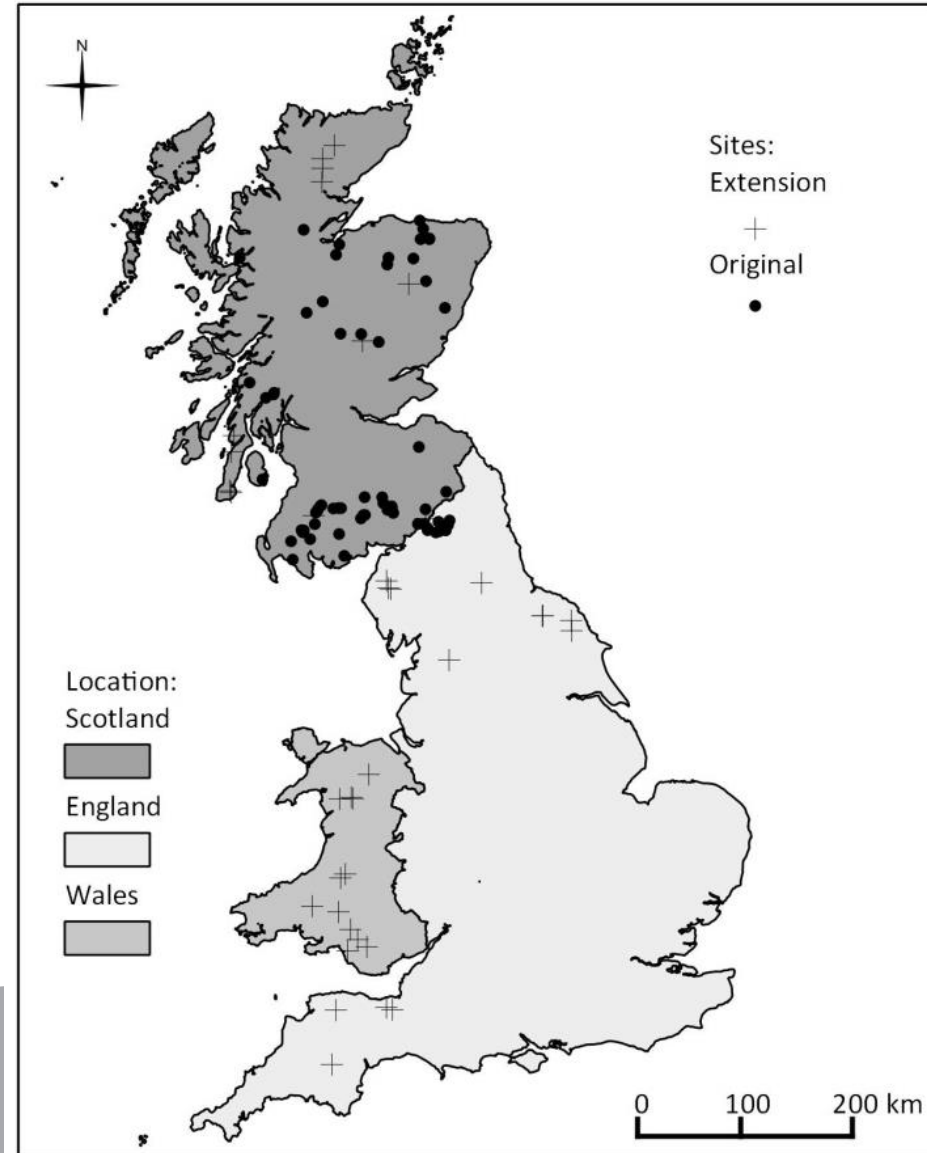 N
Sites:
Extension
Original
Location:
Scotland
England
Wales
0 100 200 km